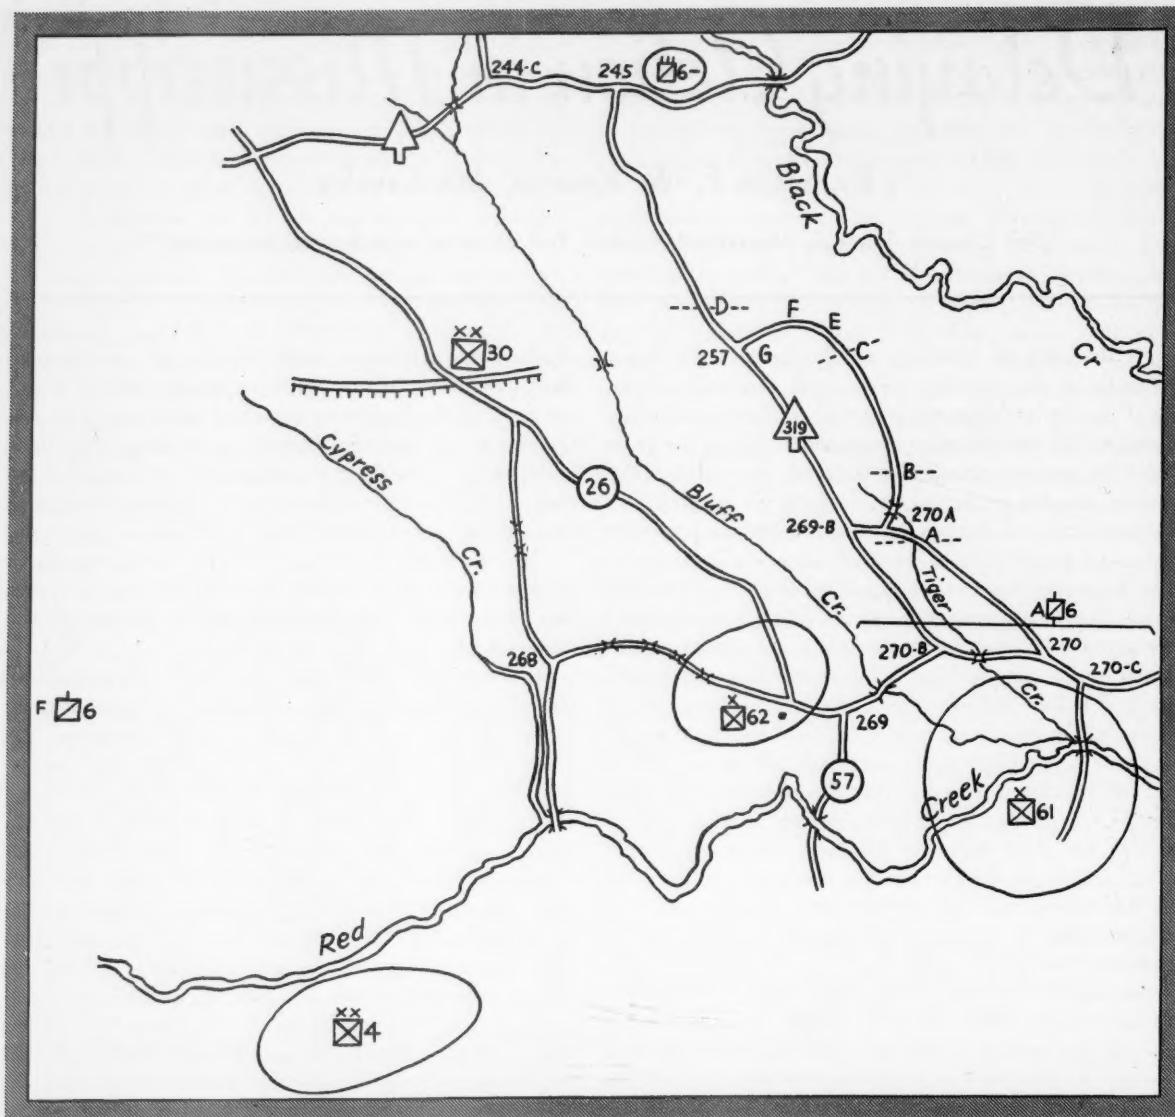 244-C
245
6-
Black
Cr.
D
F
E
C
G
257
30
319
Cypress
Cr.
26
Bluff
Cr.
B
270A
269-B
A
Tiger
Cr.
A
6
268
270-B
270
270-C
F
6
62
269
57
Creek
61
Red
4